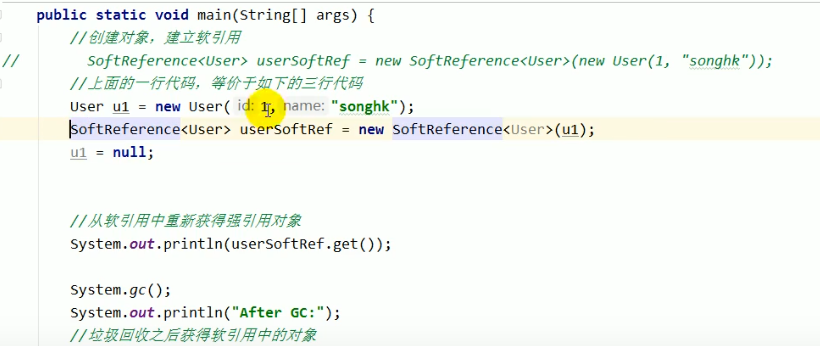 public static void main(String[] args) {
//创建对象，建立软引用
// SoftReference<User> userSoftRef = new SoftReference<User>(new User(1, "songhk"));
//上面的一行代码，等价于如下的三行代码
User u1 = new User( id: 1, name: "songhk");
SoftReference<User> userSoftRef = new SoftReference<User>(u1);
u1 = null;
//从软引用中重新获得强引用对象
System.out.println(userSoftRef.get());
System.gc();
System.out.println("After GC:");
//垃圾回收之后获得软引用中的对象